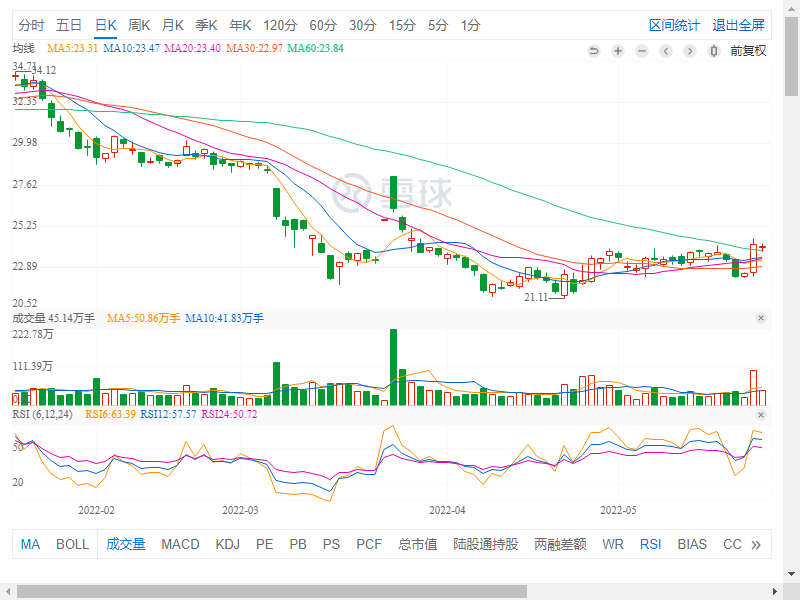 分时 五日 日K 周K 月K 季K 年K 120分 60分 30分 15分 5分 1分 区间统计 退出全屏
均线 MA5:23.31 MA10:23.47 MA20:23.40 MA30:22.97 MA60:23.84 前复权
34.71
34.12
32.35
29.98
27.62
雪球
25.25
22.89
21.11
20.52
成交量 45.14万手 MA5:50.86万手 MA10:41.83万手
222.78万
111.39万
RSI (6,12,24) RSI6:63.39 RSI12:57.57 RSI24:50.72
50
20
2022-02 2022-03 2022-04 2022-05
MA BOLL 成交量 MACD KDJ PE PB PS PCF 总市值 陆股通持股 两融差额 WR RSI BIAS CC »